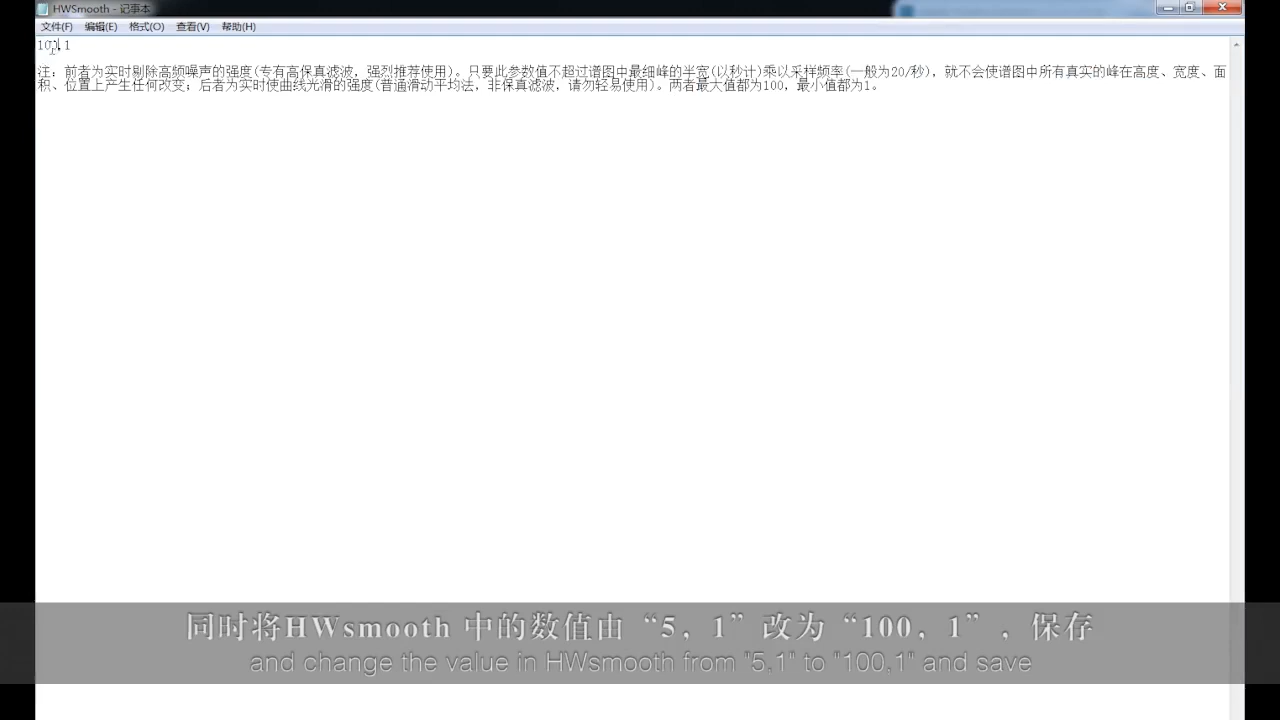 HWSmooth - 记事本
文件(F) 编辑(E) 格式(O) 查看(V) 帮助(H)
100,1
注: 前者为实时剔除高频噪声的强度(专有高保真滤波, 强烈推荐使用)。只要此参数值不超过谱图中最细峰的半宽(以秒计)乘以采样频率(一般为20/秒), 就不会使谱图中所有真实的峰在高度、宽度、面
积、位置上产生任何改变; 后者为实时使曲线光滑的强度(普通滑动平均法, 非保真滤波, 请勿轻易使用)。两者最大值都为100, 最小值都为1。
同时将HWsmooth 中的数值由“5, 1”改为“100, 1”, 保存
and change the value in HWsmooth from "5,1" to "100,1" and save